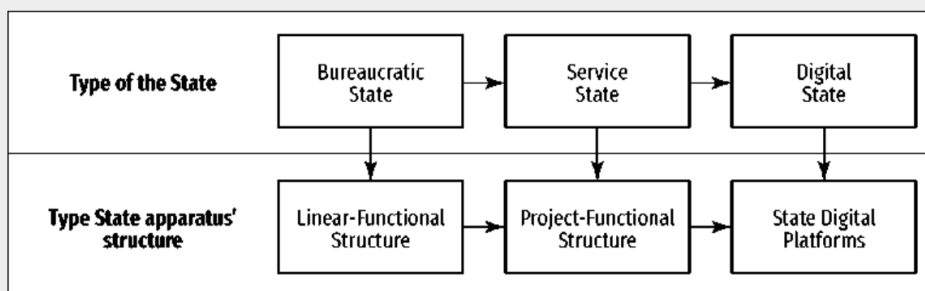 Type of the State
Bureaucratic
State
Service
State
Digital
State
Type State apparatus'
structure
Linear-Functional
Structure
Project-Functional
Structure
State Digital
Platforms